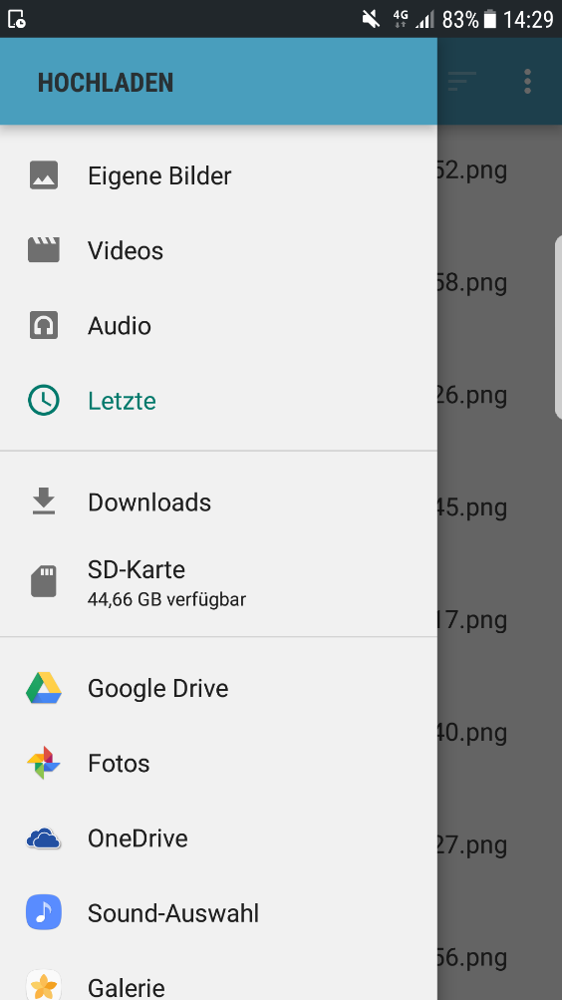 4G 83% 14:29
HOCHLADEN
Eigene Bilder
52.png
Videos
58.png
Audio
Letzte
26.png
Downloads
45.png
SD-Karte
44,66 GB verfügbar
17.png
Google Drive
40.png
Fotos
OneDrive
27.png
Sound-Auswahl
56.png
Galerie